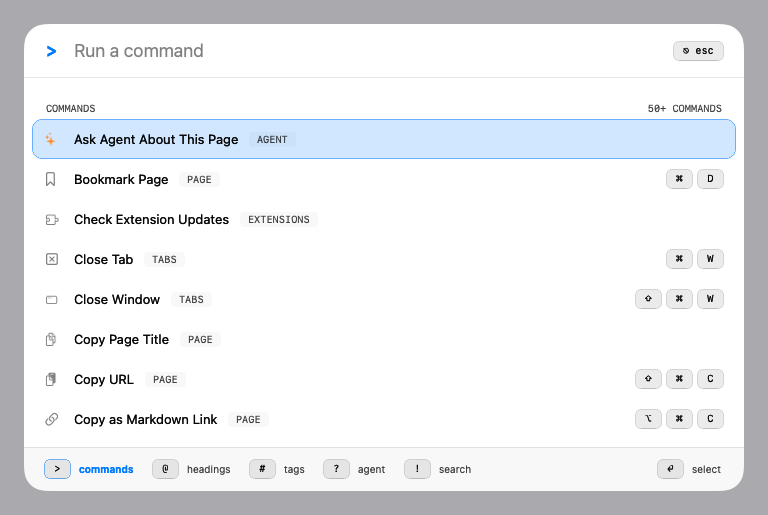 > Run a command ⎋ esc
COMMANDS 50+ COMMANDS
Ask Agent About This Page AGENT
Bookmark Page PAGE ⌘ D
Check Extension Updates EXTENSIONS
Close Tab TABS ⌘ W
Close Window TABS ⇧ ⌘ W
Copy Page Title PAGE
Copy URL PAGE ⇧ ⌘ C
Copy as Markdown Link PAGE ⌥ ⌘ C
> commands @ headings # tags ? agent ! search ↵ select